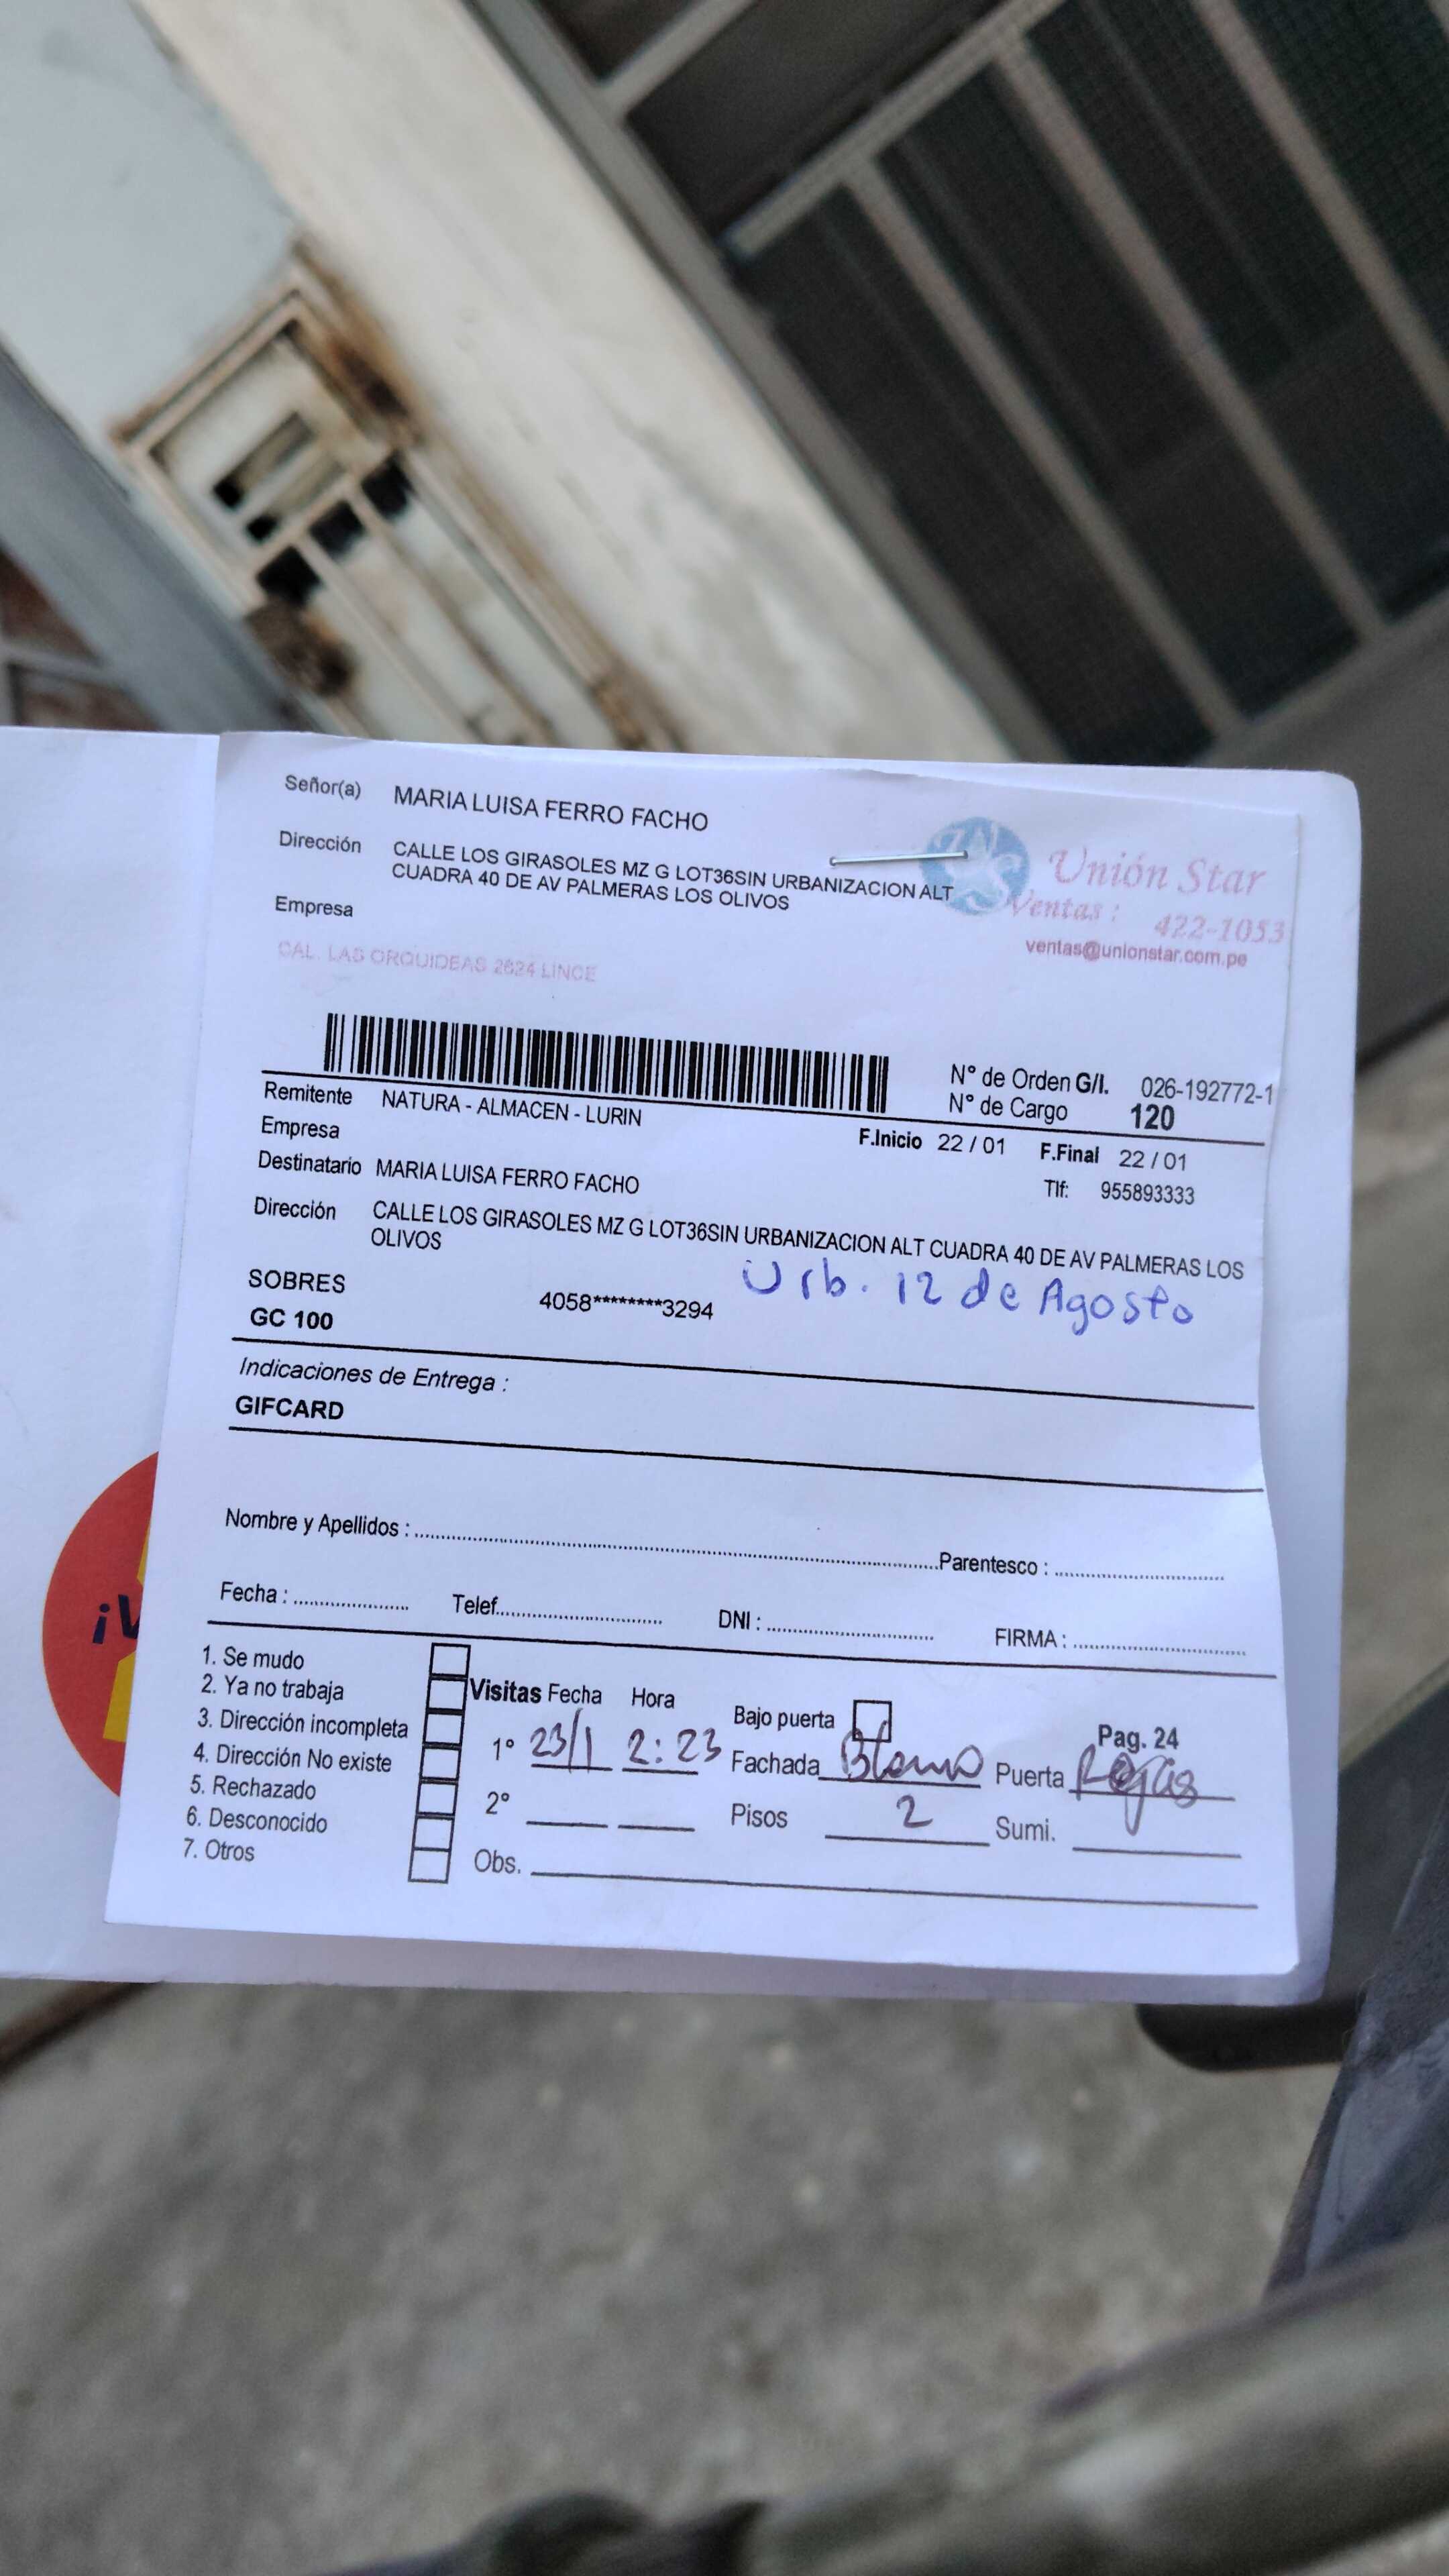 Señor(a) MARIA LUISA FERRO FACHO
Dirección CALLE LOS GIRASOLES MZ G LOT36SIN URBANIZACION ALT
CUADRA 40 DE AV PALMERAS LOS OLIVOS
Empresa
Unión Star
Ventas : 422-1053
ventas@unionstar.com.pe
CAL. LAS ORQUIDEAS 2624 LINCE
N° de Orden G/I. 026-192772-1
N° de Cargo 120
Remitente NATURA - ALMACEN - LURIN
Empresa
F.Inicio 22 / 01 F.Final 22 / 01
Destinatario MARIA LUISA FERRO FACHO
Tlf: 955893333
Dirección CALLE LOS GIRASOLES MZ G LOT36SIN URBANIZACION ALT CUADRA 40 DE AV PALMERAS LOS
OLIVOS
Urb. 12 de Agosto
SOBRES
GC 100 4058********3294
Indicaciones de Entrega :
GIFCARD
Nombre y Apellidos : Parentesco :
Fecha : Telef. DNI : FIRMA :
1. Se mudo
2. Ya no trabaja
3. Dirección incompleta
4. Dirección No existe
5. Rechazado
6. Desconocido
7. Otros
Visitas Fecha Hora Bajo puerta Pag. 24
1° 23/1 2:23 Fachada Puerta Rejas
2° Pisos 2 Sumi.
Obs.